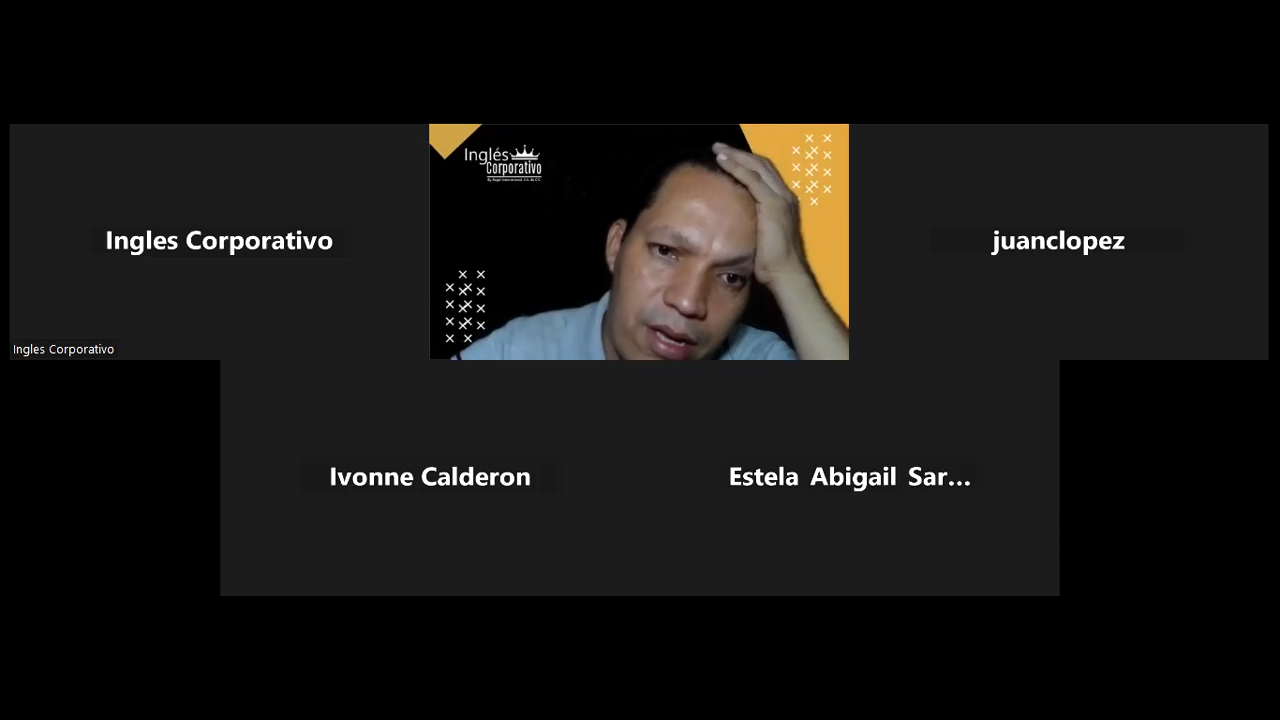 Ingles Corporativo
Ingles Corporativo
Inglés
Corporativo
juanclopez
Ivonne Calderon
Estela Abigail Sar...